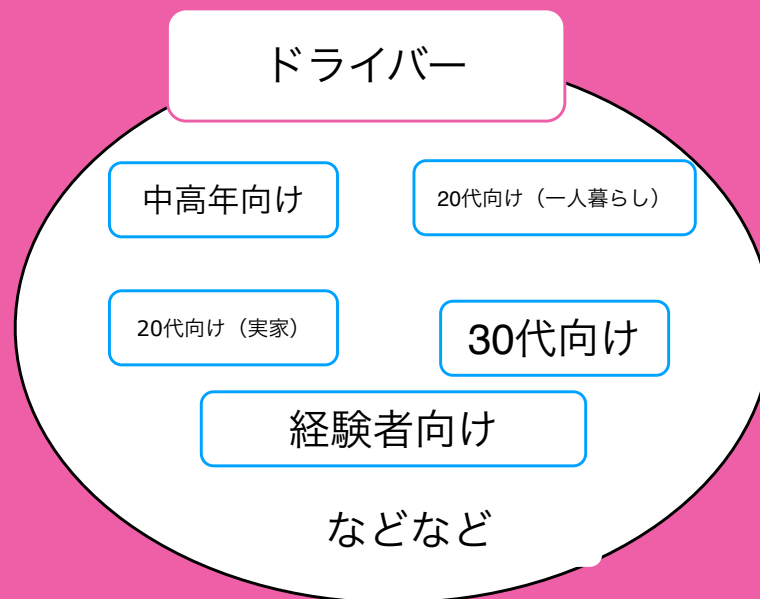 ドライバー
中高年向け
20代向け（一人暮らし）
20代向け（実家）
30代向け
経験者向け
などなど